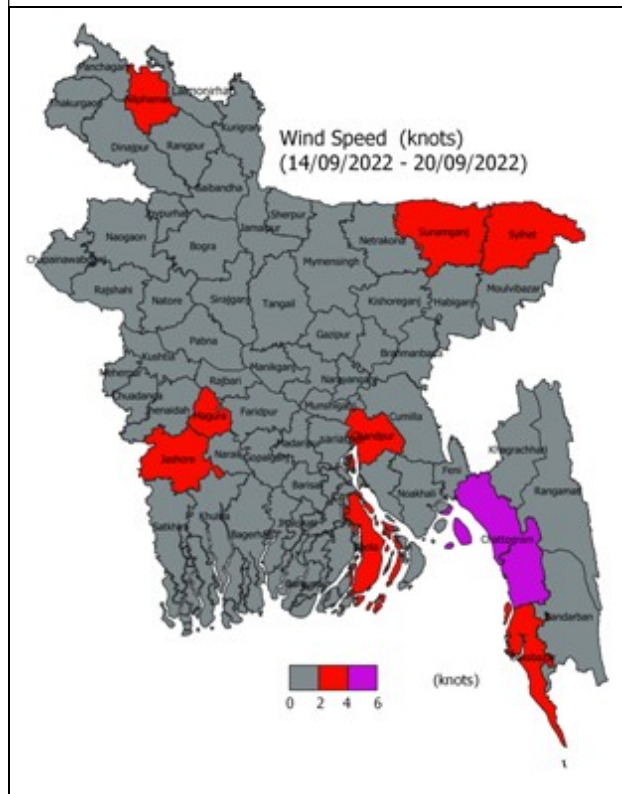 Panchagarh
Lalmonirhat
Nilphamari
Thakurgaon
Kurigram
Wind Speed (knots)
(14/09/2022 - 20/09/2022)
Dinajpur
Rangpur
Gaibandha
Joypurhat
Sherpur
Sunamganj
Sylhet
Naogaon
Jamalpur
Netrakona
Bogra
Mymensingh
Chapainawabganj
Moulvibazar
Rajshahi
Natore
Sirajganj
Tangail
Kishoreganj
Habiganj
Gazipur
Pabna
Brahmanbaria
Kushtia
Manikganj
Meherpur
Rajbari
Narayanganj
Chuadanga
Munshiganj
Cumilla
Jhenaidah
Magura
Faridpur
Chandpur
Khagrachhari
Jashore
Narail
Gopalganj
Madaripur
Feni
Rangamati
Barisal
Noakhali
Satkhira
Khulna
Bagerhat
Chattogram
Bhola
Bandarban
(knots)
0 2 4 6